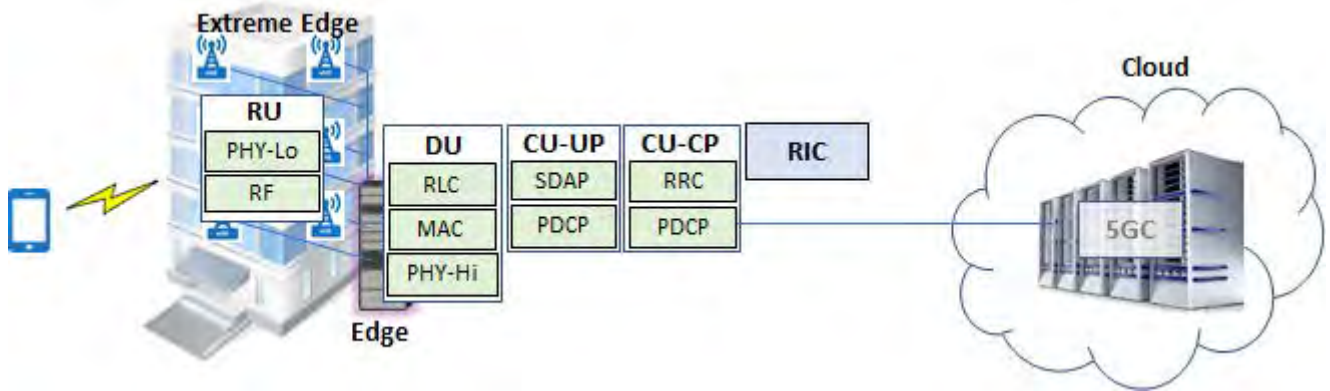 Extreme Edge
RU
PHY-Lo
RF
Edge
DU
RLC
MAC
PHY-Hi
CU-UP
SDAP
PDCP
CU-CP
RRC
PDCP
RIC
Cloud
5GC